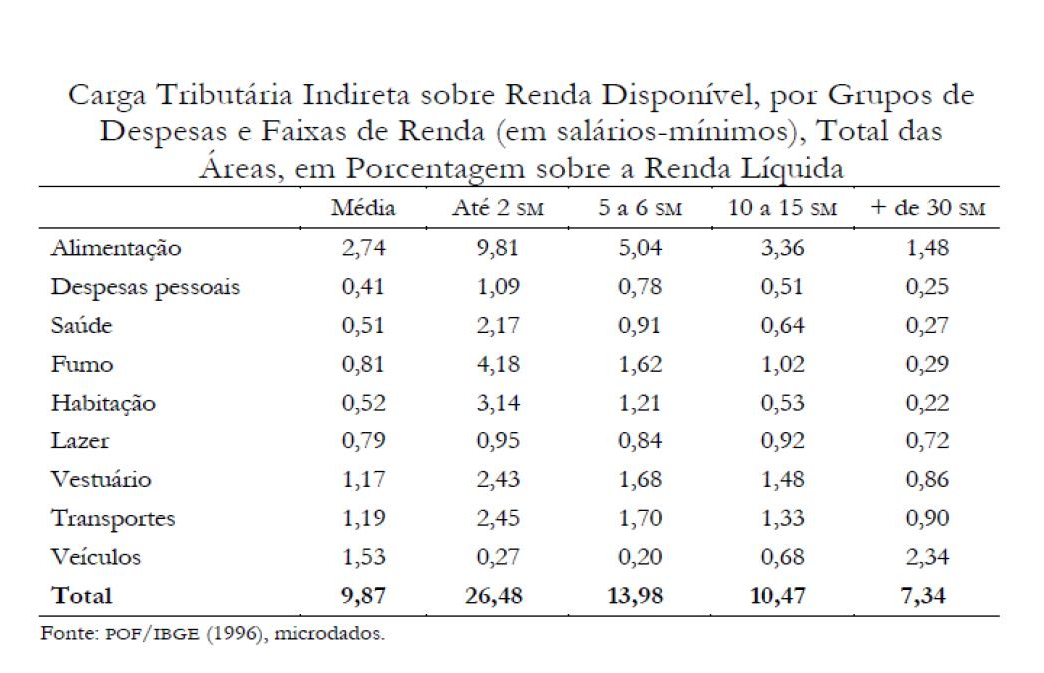 Carga Tributária Indireta sobre Renda Disponível, por Grupos de
Despesas e Faixas de Renda (em salários-mínimos), Total das
Áreas, em Porcentagem sobre a Renda Líquida
Média Até 2 SM 5 a 6 SM 10 a 15 SM + de 30 SM
Alimentação 2,74 9,81 5,04 3,36 1,48
Despesas pessoais 0,41 1,09 0,78 0,51 0,25
Saúde 0,51 2,17 0,91 0,64 0,27
Fumo 0,81 4,18 1,62 1,02 0,29
Habitação 0,52 3,14 1,21 0,53 0,22
Lazer 0,79 0,95 0,84 0,92 0,72
Vestuário 1,17 2,43 1,68 1,48 0,86
Transportes 1,19 2,45 1,70 1,33 0,90
Veículos 1,53 0,27 0,20 0,68 2,34
Total 9,87 26,48 13,98 10,47 7,34
Fonte: POF/IBGE (1996), microdados.